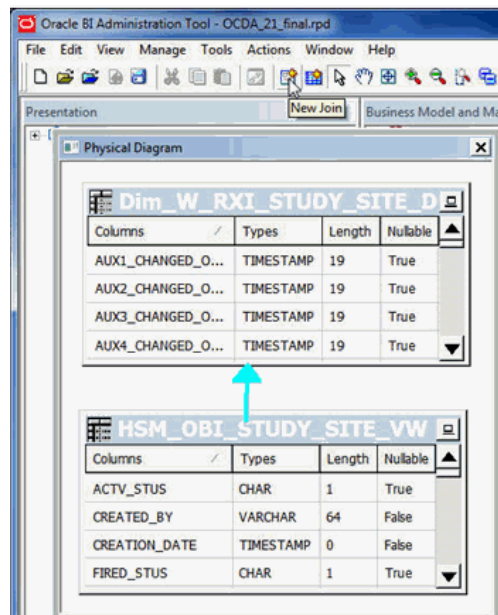 Oracle BI Administration Tool - OCDA_21_final.rpd
File Edit View Manage Tools Actions Window Help
New Join
Presentation Business Model and Ma
Physical Diagram
Dim_W_RXI_STUDY_SITE_D
Columns Types Length Nullable
AUX1_CHANGED_O... TIMESTAMP 19 True
AUX2_CHANGED_O... TIMESTAMP 19 True
AUX3_CHANGED_O... TIMESTAMP 19 True
AUX4_CHANGED_O... TIMESTAMP 19 True
HSM_OBI_STUDY_SITE_VW
Columns Types Length Nullable
ACTV_STUS CHAR 1 True
CREATED_BY VARCHAR 64 False
CREATION_DATE TIMESTAMP 0 False
FIRED_STUS CHAR 1 True